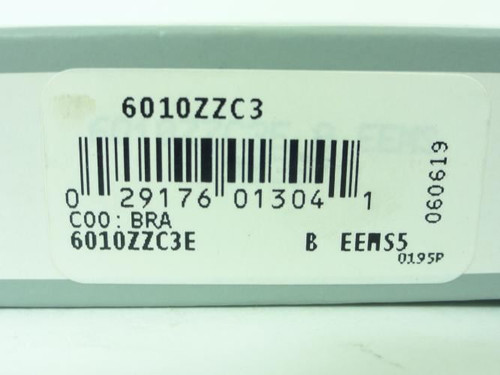 6010ZZC3
0 29176 01304 1
COO: BRA
6010ZZC3E B EEMS5
0195P
060619